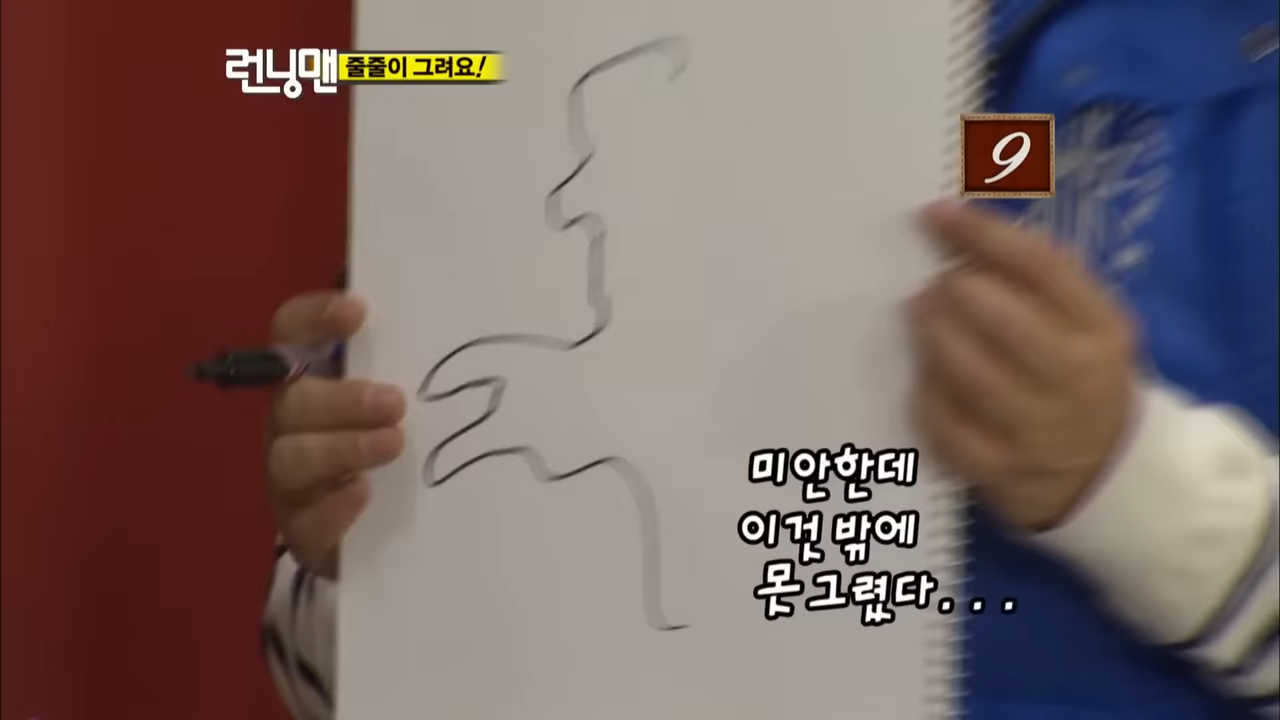 런닝맨 줄줄이 그려요!
9
미안한데
이것 밖에
못 그렸다...